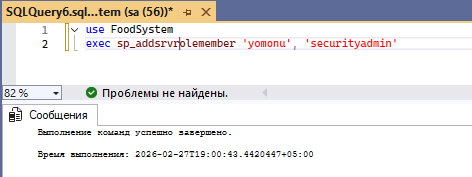 SQLQuery6.sql...tem (sa (56))*
1 use FoodSystem
2 exec sp_addsrvrolemember 'yomonu', 'securityadmin'
82 % Проблемы не найдены.
Сообщения
Выполнение команд успешно завершено.
Время выполнения: 2026-02-27T19:00:43.4420447+05:00